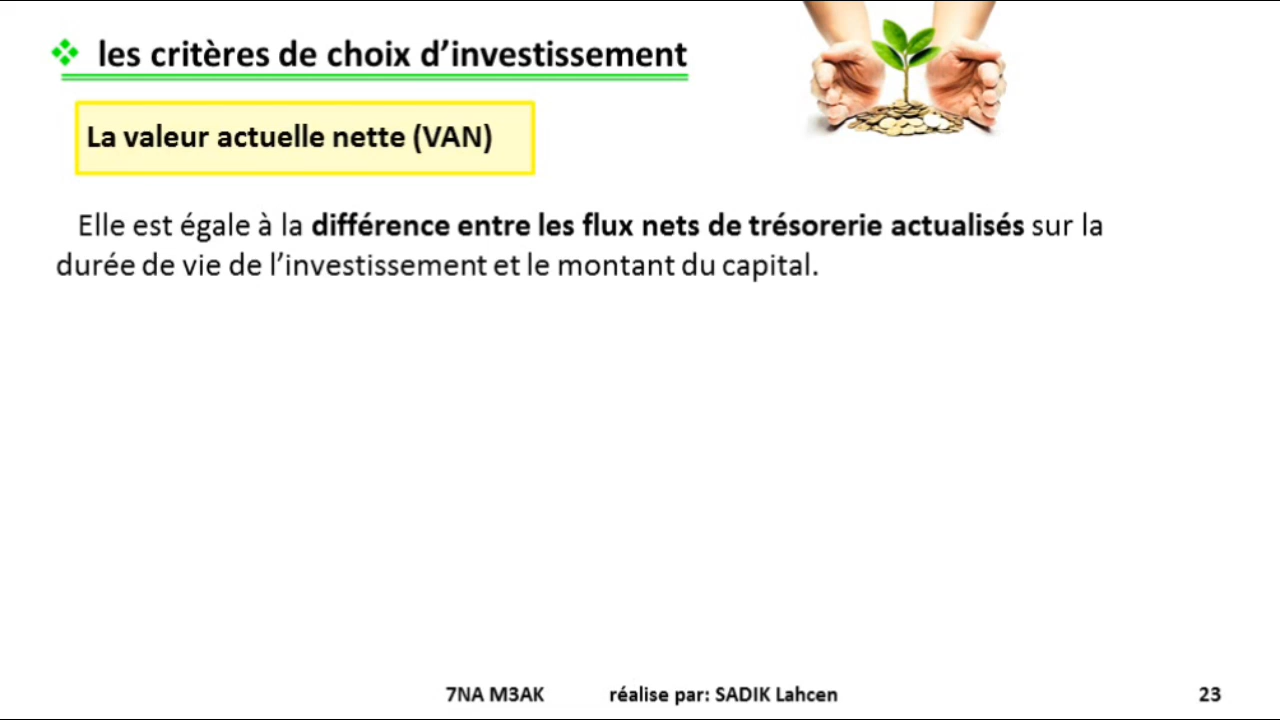 ❖ les critères de choix d’investissement
La valeur actuelle nette (VAN)
Elle est égale à la différence entre les flux nets de trésorerie actualisés sur la
durée de vie de l’investissement et le montant du capital.
7NA M3AK réalise par: SADIK Lahcen 23